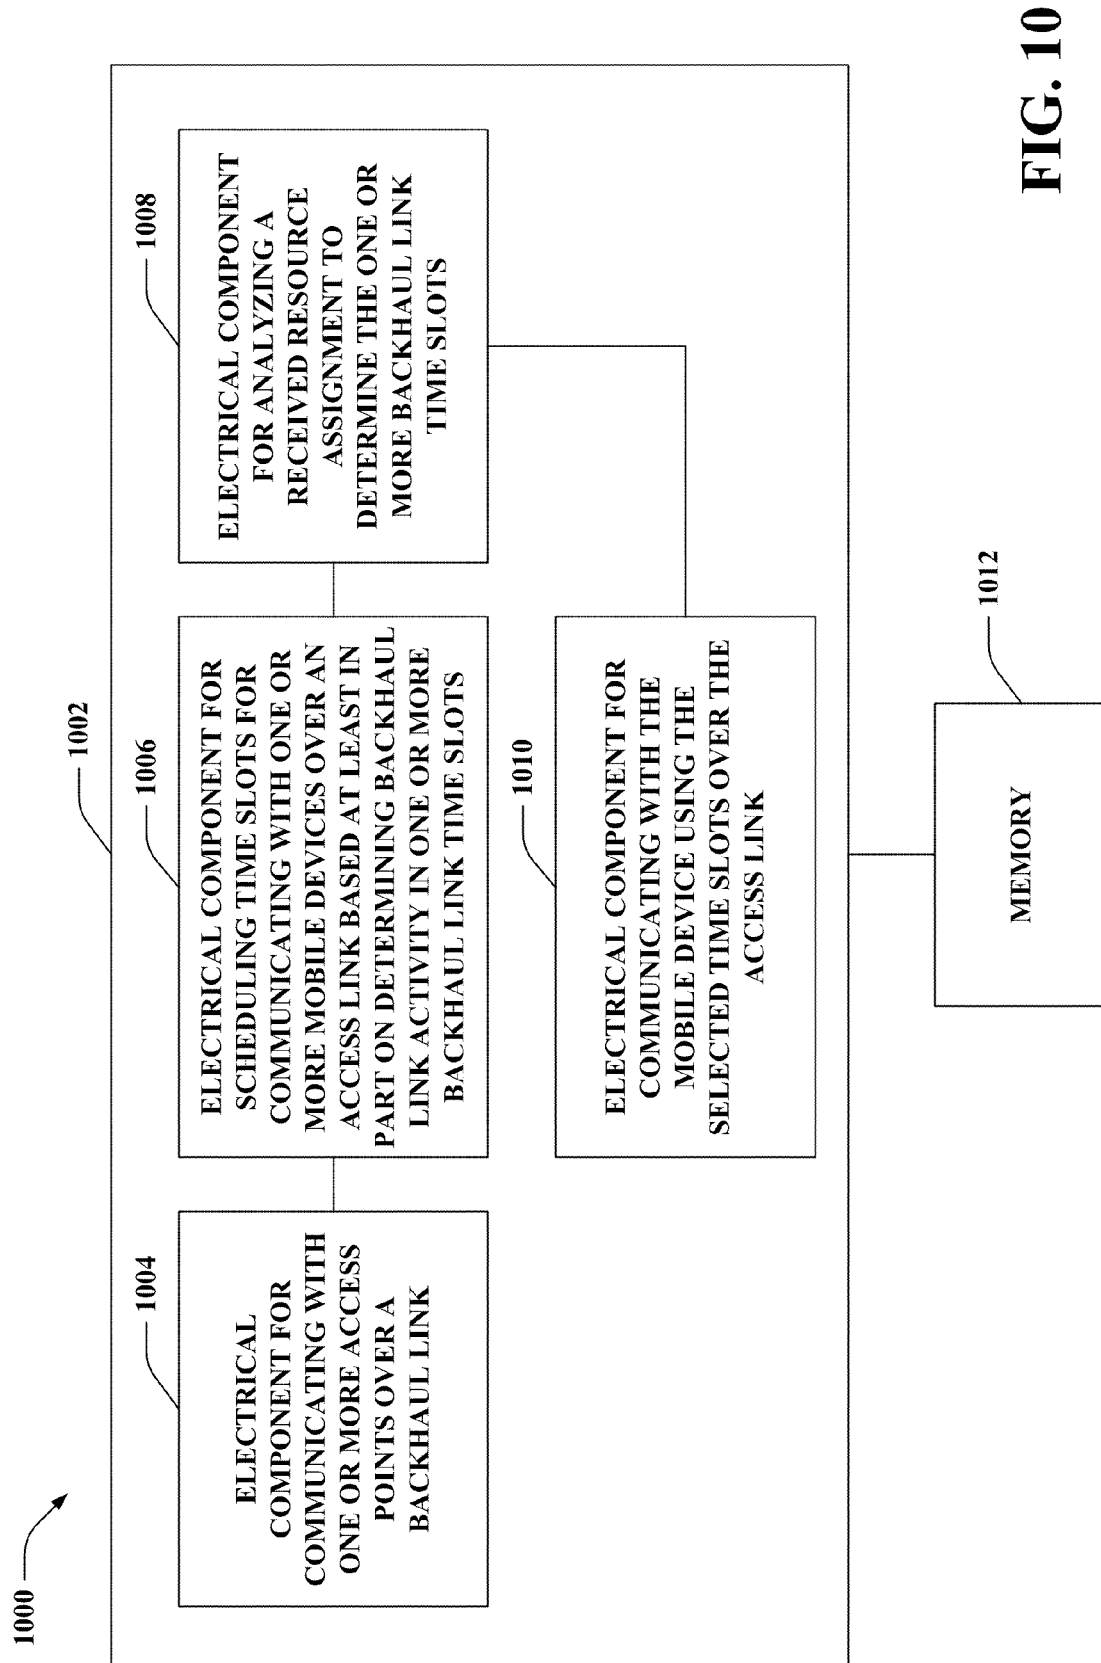 1000
1002
1004
ELECTRICAL
COMPONENT FOR
COMMUNICATING WITH
ONE OR MORE ACCESS
POINTS OVER A
BACKHAUL LINK
1006
ELECTRICAL COMPONENT FOR
SCHEDULING TIME SLOTS FOR
COMMUNICATING WITH ONE OR
MORE MOBILE DEVICES OVER AN
ACCESS LINK BASED AT LEAST IN
PART ON DETERMINING BACKHAUL
LINK ACTIVITY IN ONE OR MORE
BACKHAUL LINK TIME SLOTS
1008
ELECTRICAL COMPONENT
FOR ANALYZING A
RECEIVED RESOURCE
ASSIGNMENT TO
DETERMINE THE ONE OR
MORE BACKHAUL LINK
TIME SLOTS
1010
ELECTRICAL COMPONENT FOR
COMMUNICATING WITH THE
MOBILE DEVICE USING THE
SELECTED TIME SLOTS OVER THE
ACCESS LINK
1012
MEMORY
FIG. 10